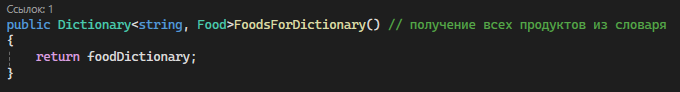 Ссылок: 1
public Dictionary<string, Food>FoodsForDictionary() // получение всех продуктов из словаря
{
return foodDictionary;
}